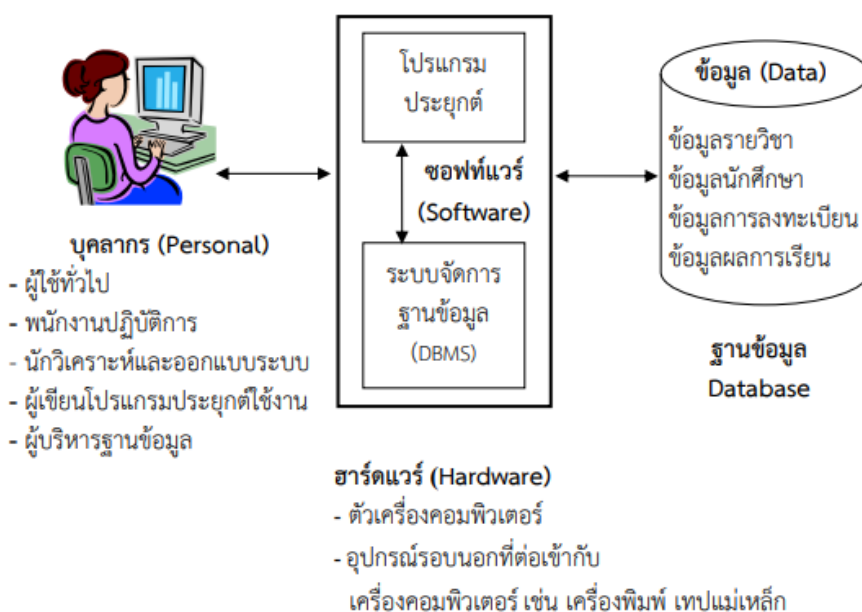 โปรแกรม
ประยุกต์
ซอฟท์แวร์
(Software)
ระบบจัดการ
ฐานข้อมูล
(DBMS)
ข้อมูล (Data)
ข้อมูลรายวิชา
ข้อมูลนักศึกษา
ข้อมูลการลงทะเบียน
ข้อมูลผลการเรียน
ฐานข้อมูล
Database
บุคลากร (Personal)
- ผู้ใช้ทั่วไป
- พนักงานปฏิบัติการ
- นักวิเคราะห์และออกแบบระบบ
- ผู้เขียนโปรแกรมประยุกต์ใช้งาน
- ผู้บริหารฐานข้อมูล
ฮาร์ดแวร์ (Hardware)
- ตัวเครื่องคอมพิวเตอร์
- อุปกรณ์รอบนอกที่ต่อเข้ากับ
เครื่องคอมพิวเตอร์ เช่น เครื่องพิมพ์ เทปแม่เหล็ก